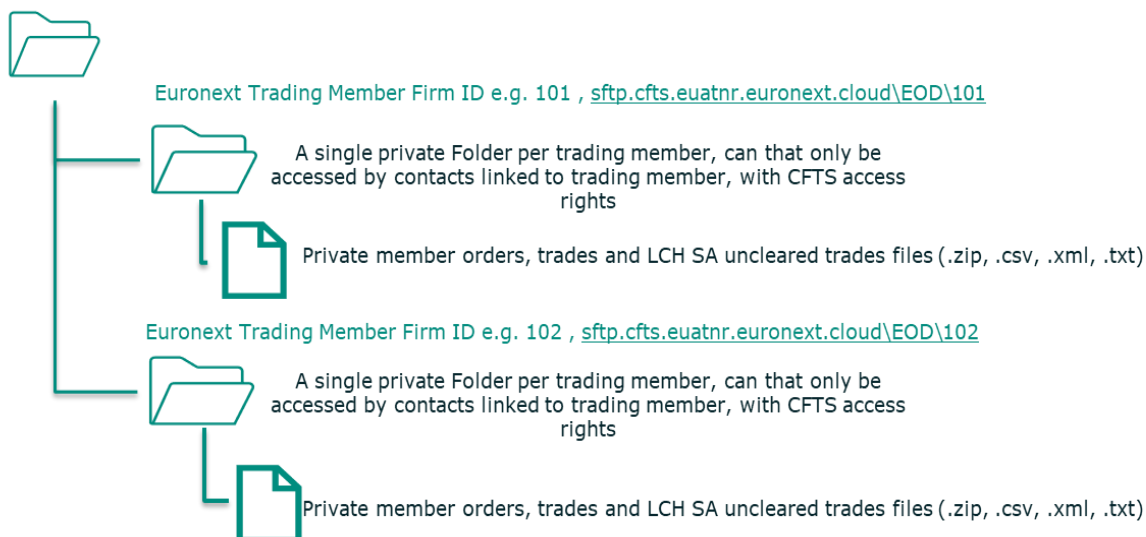 Euronext Trading Member Firm ID e.g. 101 , sftp.cfts.euatnr.euronext.cloud\EOD\101
A single private Folder per trading member, can that only be
accessed by contacts linked to trading member, with CFTS access
rights
Private member orders, trades and LCH SA uncleared trades files (.zip, .csv, .xml, .txt)
Euronext Trading Member Firm ID e.g. 102 , sftp.cfts.euatnr.euronext.cloud\EOD\102
A single private Folder per trading member, can that only be
accessed by contacts linked to trading member, with CFTS access
rights
Private member orders, trades and LCH SA uncleared trades files (.zip, .csv, .xml, .txt)